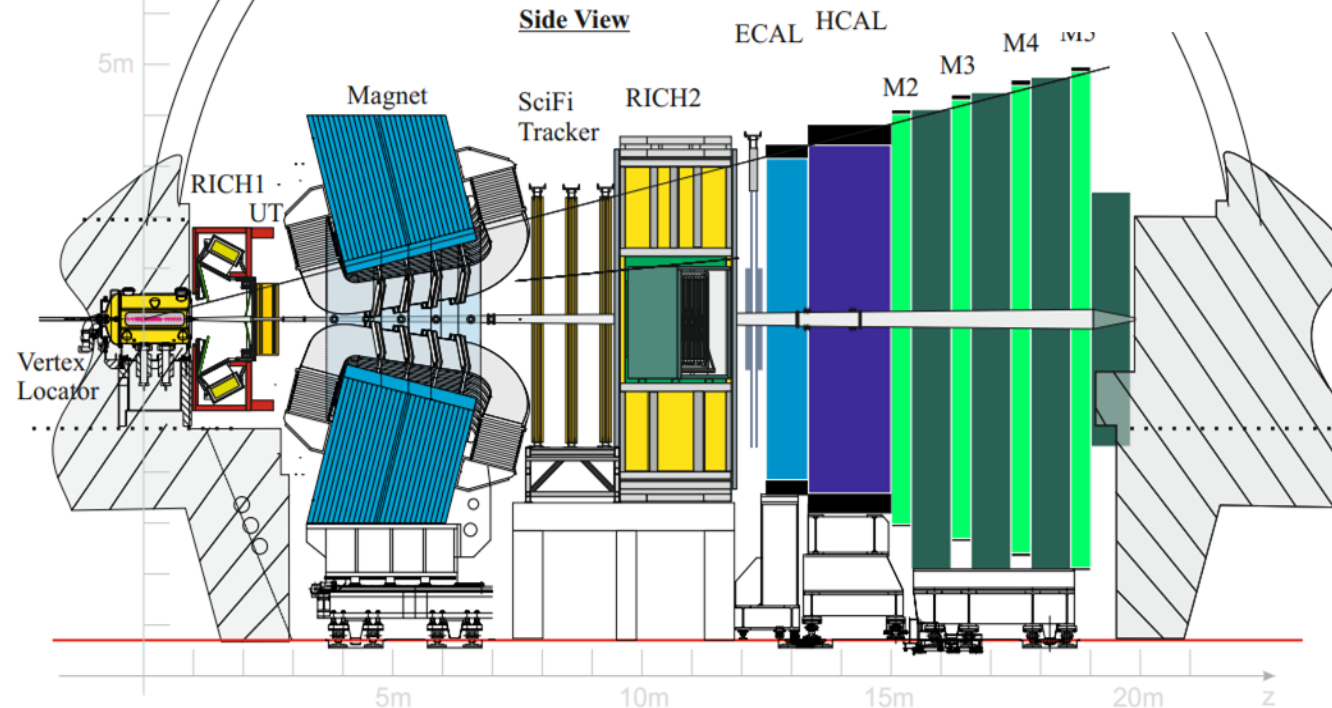 Side View
ECAL
HCAL
M5
M4
5m
M3
M2
Magnet
SciFi
Tracker
RICH2
RICH1
UT
Vertex
Locator
5m
10m
15m
20m
z